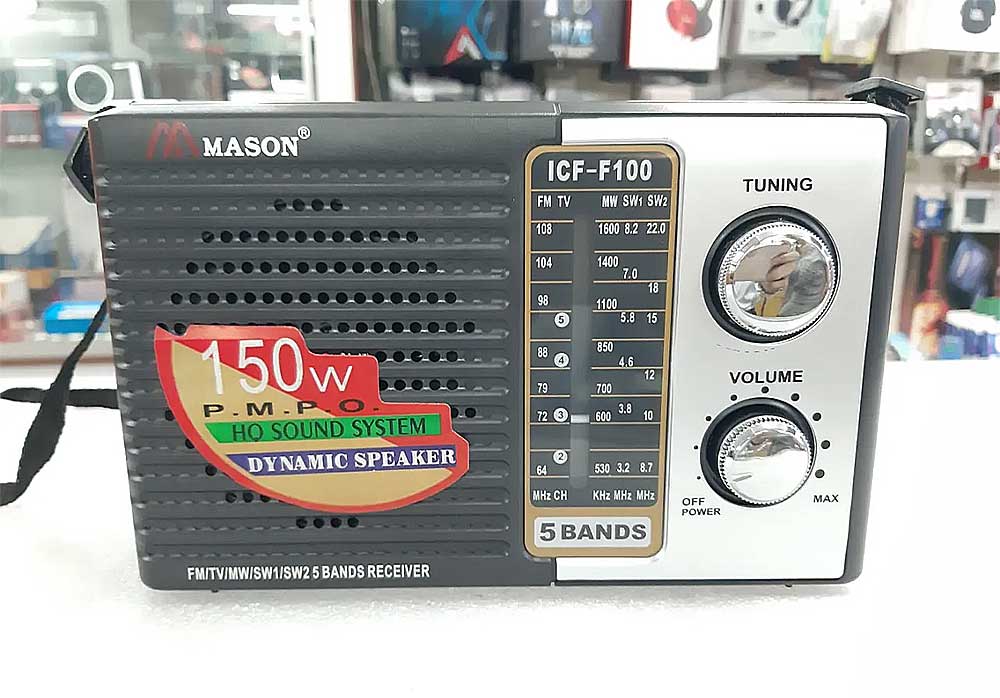 MASON®
ICF-F100
FM TV MW SW1 SW2
108 1600 8.2 22.0
104 1400
7.0
18
98 1100
5 5.8 15
88 850
4 4.6
12
79 700
72 3 600 3.8 10
2
64 530 3.2 8.7
MHz CH KHz MHz MHz
5 BANDS
TUNING
VOLUME
OFF
POWER
MAX
150W
P.M.P.O.
HQ SOUND SYSTEM
DYNAMIC SPEAKER
FM/TV/MW/SW1/SW2 5 BANDS RECEIVER